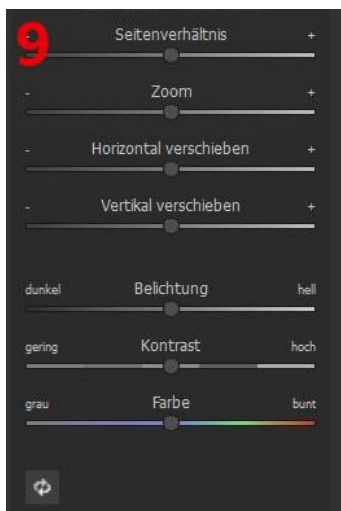 9
- Seitenverhältnis +
- Zoom +
- Horizontal verschieben +
- Vertikal verschieben +
dunkel Belichtung hell
gering Kontrast hoch
grau Farbe bunt